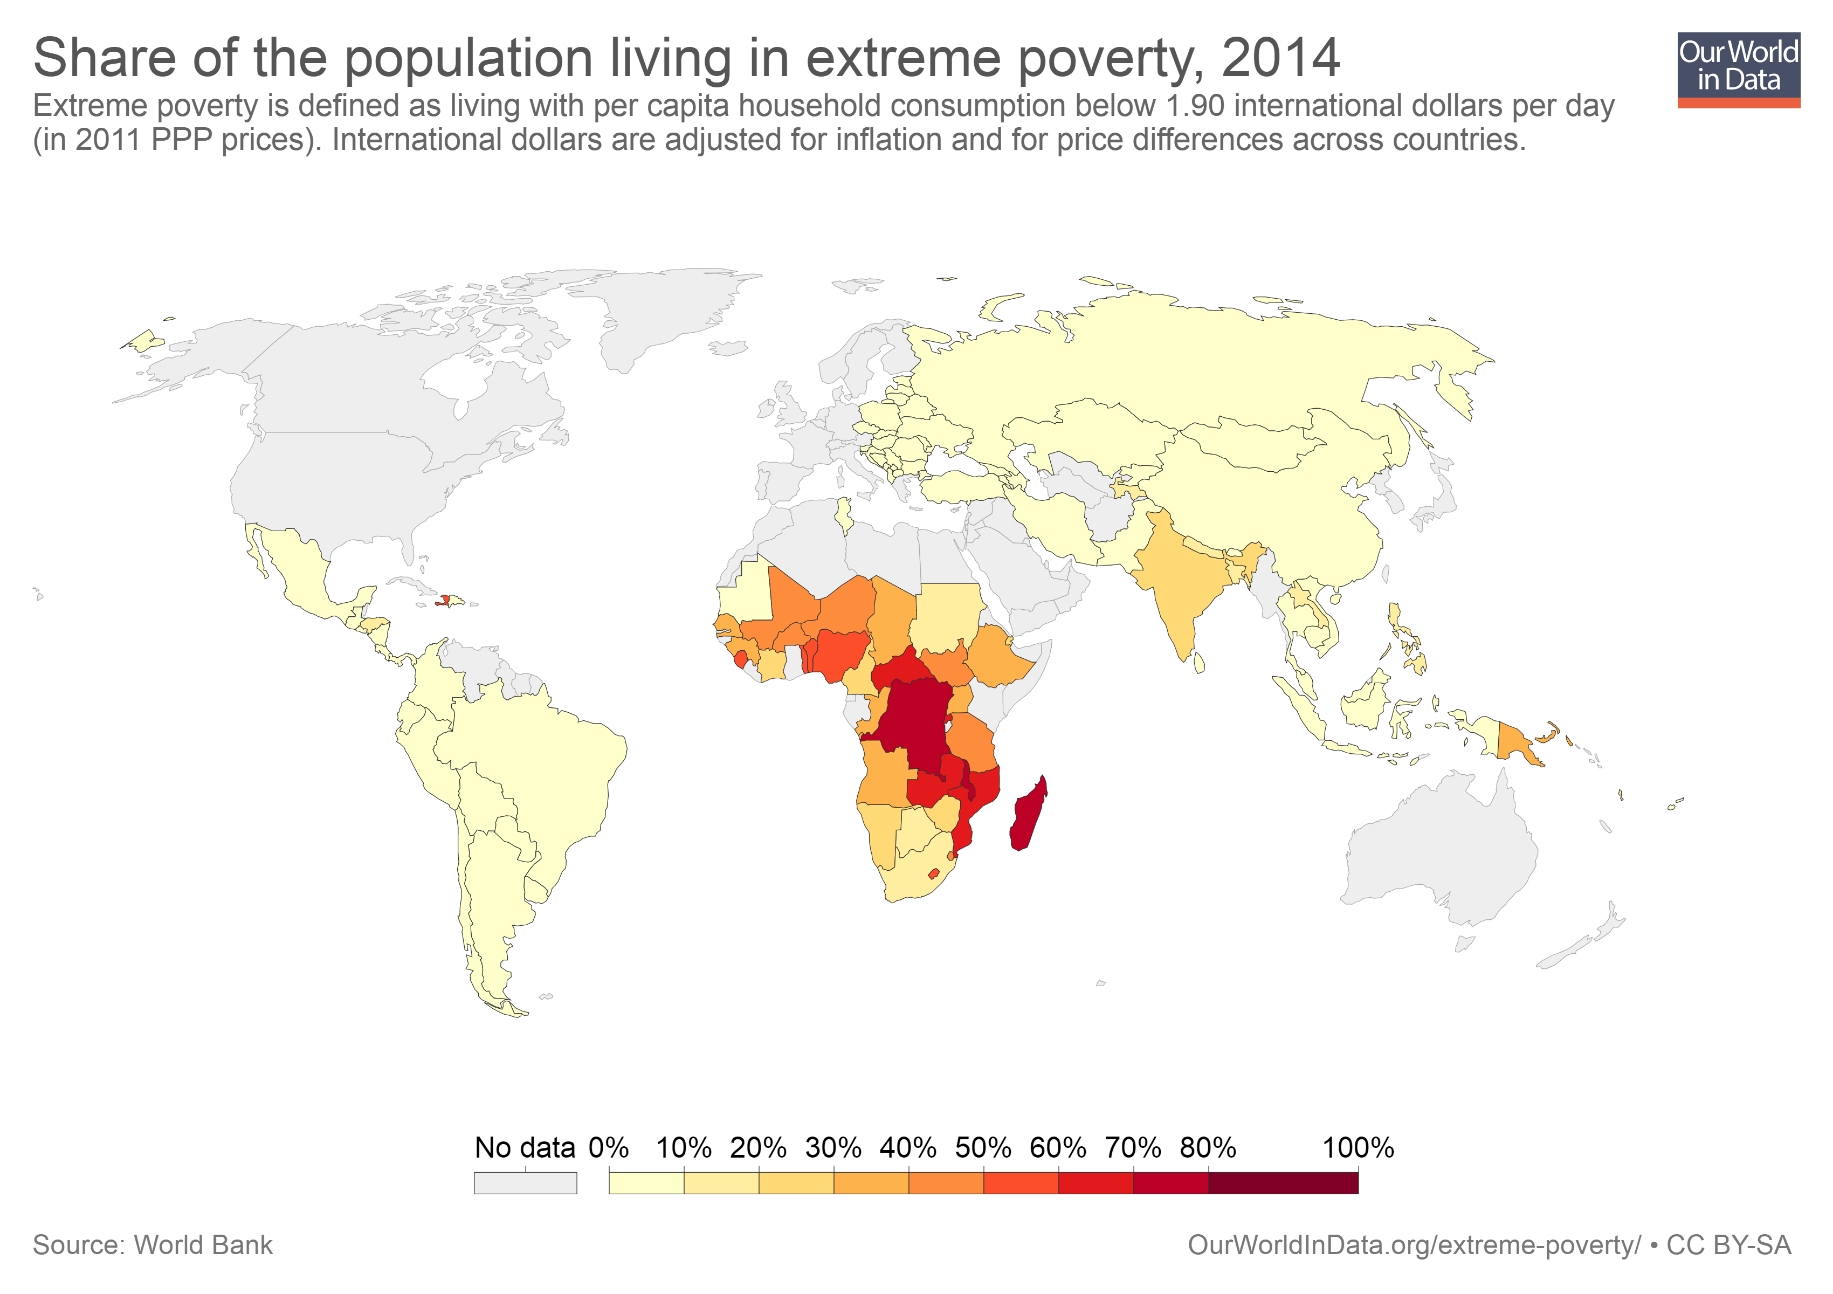 Share of the population living in extreme poverty, 2014
Our World
in Data
Extreme poverty is defined as living with per capita household consumption below 1.90 international dollars per day
(in 2011 PPP prices). International dollars are adjusted for inflation and for price differences across countries.
No data 0% 10% 20% 30% 40% 50% 60% 70% 80% 100%
Source: World Bank
OurWorldInData.org/extreme-poverty/ • CC BY-SA